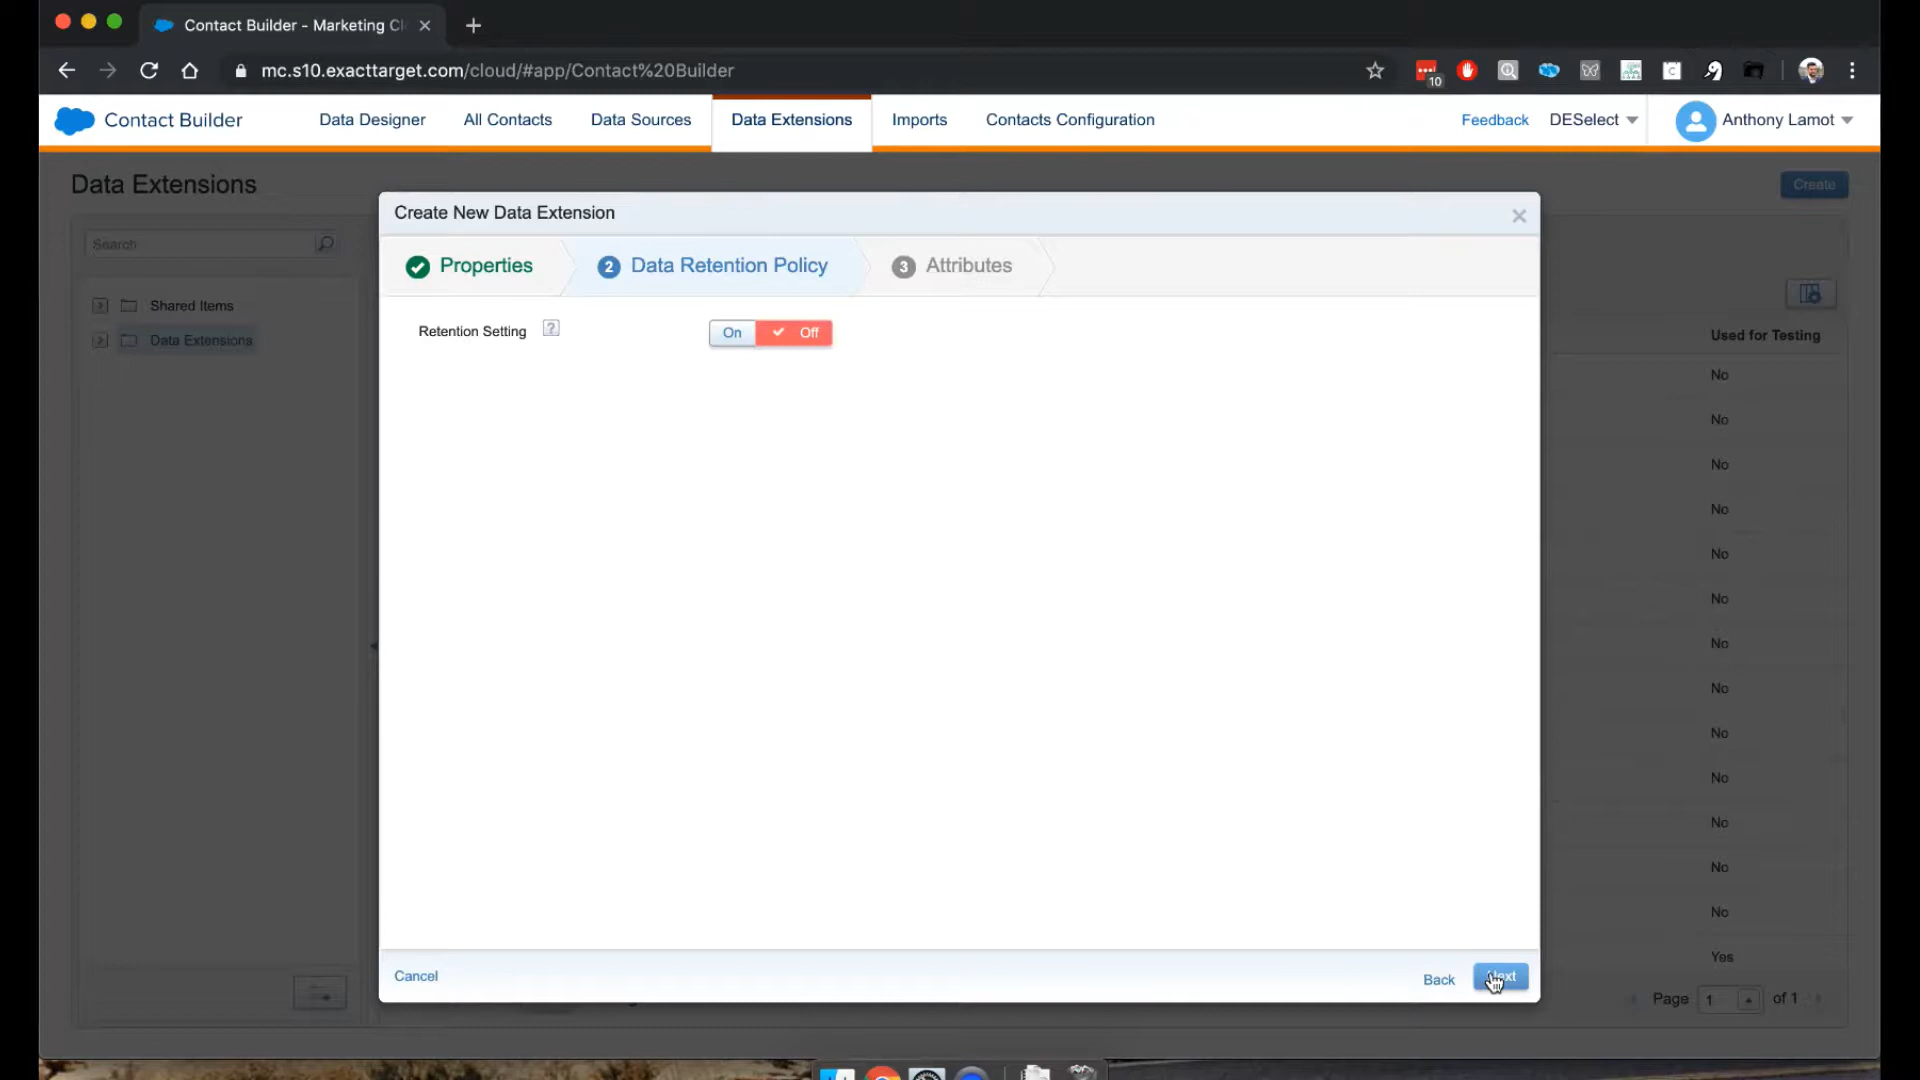 Contact Builder - Marketing Cl
mc.s10.exacttarget.com/cloud/#app/Contact%20Builder
10
Contact Builder
Data Designer
All Contacts
Data Sources
Data Extensions
Imports
Contacts Configuration
Feedback
DESelect
Anthony Lamot
Data Extensions
Create
Search
Shared Items
Data Extensions
Create New Data Extension
Properties
2 Data Retention Policy
3 Attributes
Retention Setting ?
On
Off
Used for Testing
No
No
No
No
No
No
No
No
No
No
No
No
No
Yes
Cancel
Back
Next
Page 1 of 1